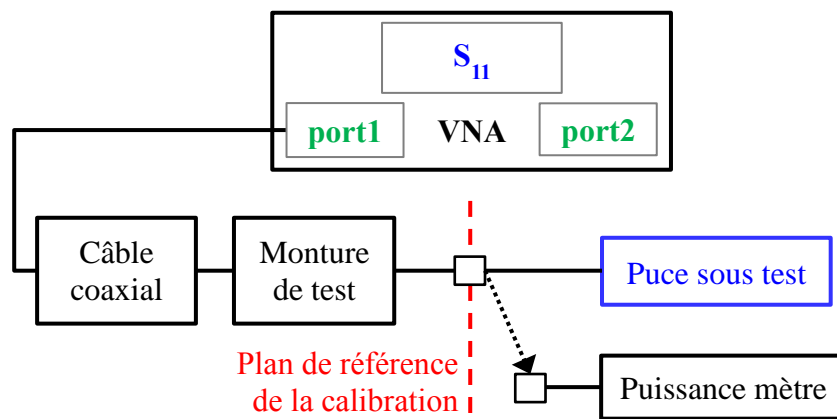 S11
port1 VNA port2
Câble
coaxial
Monture
de test
Puce sous test
Plan de référence
de la calibration
Puissance mètre